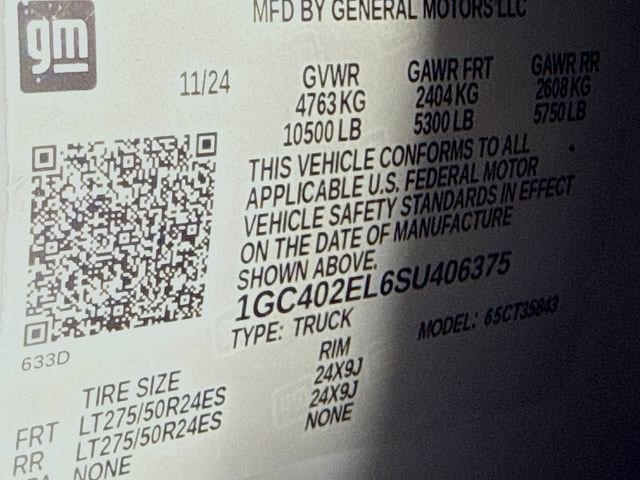 gm
MFD BY GENERAL MOTORS LLC
11/24 GVWR GAWR FRT GAWR RR
4763 KG 2404 KG 2608 KG
10500 LB 5300 LB 5750 LB
THIS VEHICLE CONFORMS TO ALL
APPLICABLE U.S. FEDERAL MOTOR
VEHICLE SAFETY STANDARDS IN EFFECT
ON THE DATE OF MANUFACTURE
SHOWN ABOVE.
1GC402EL6SU406375
TYPE: TRUCK MODEL: 65CT35843
633D
TIRE SIZE RIM
FRT LT275/50R24ES 24X9J
RR LT275/50R24ES 24X9J
NONE NONE